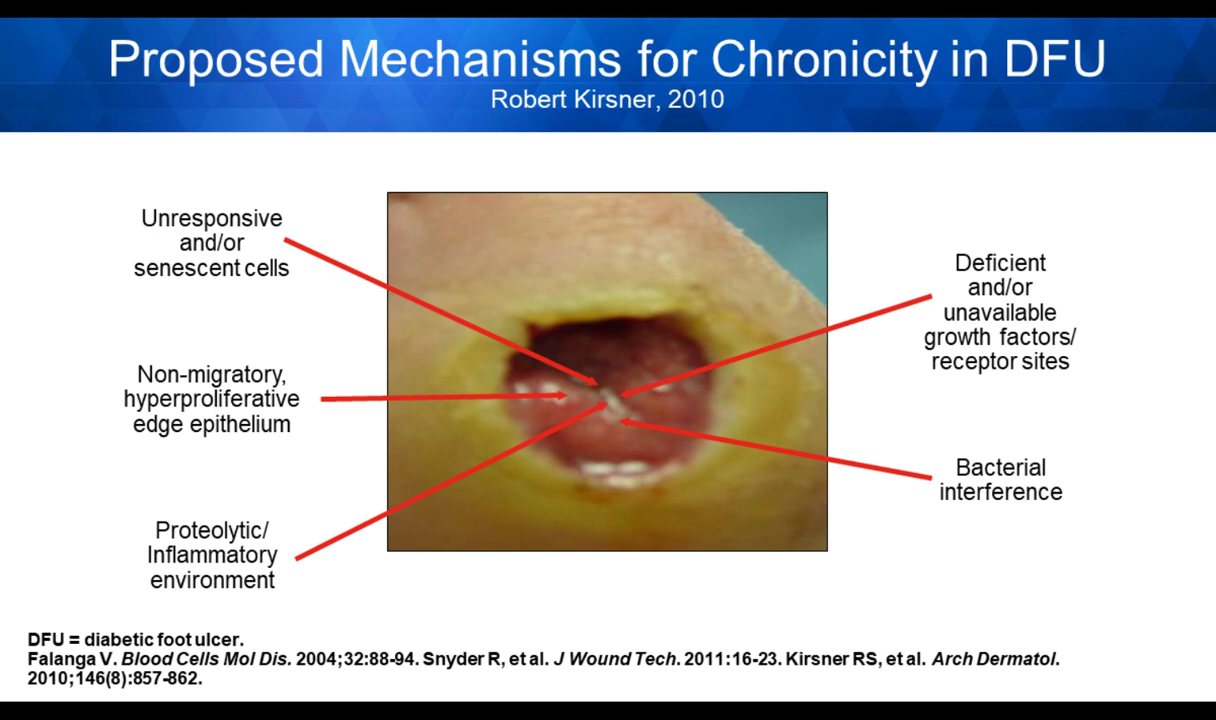 Proposed Mechanisms for Chronicity in DFU
Robert Kirsner, 2010
Unresponsive
and/or
senescent cells
Non-migratory,
hyperproliferative
edge epithelium
Proteolytic/
Inflammatory
environment
Deficient
and/or
unavailable
growth factors/
receptor sites
Bacterial
interference
DFU = diabetic foot ulcer.
Falanga V. Blood Cells Mol Dis. 2004;32:88-94. Snyder R, et al. J Wound Tech. 2011:16-23. Kirsner RS, et al. Arch Dermatol.
2010;146(8):857-862.